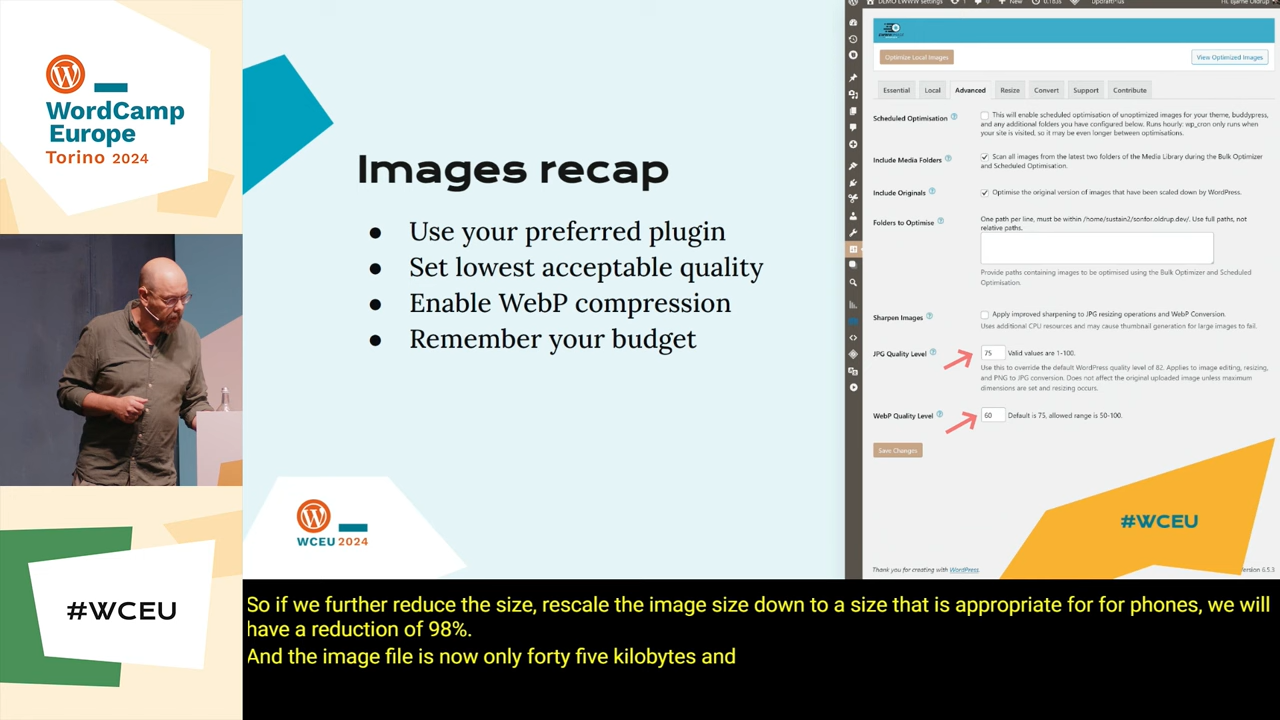 WordCamp
Europe
Torino 2024
#WCEU
Images recap
● Use your preferred plugin
● Set lowest acceptable quality
● Enable WebP compression
● Remember your budget
WCEU 2024
DEMO EWWW settings
New
0.183s
Hi, Bjarne Oldrup
Optimize Local Images
View Optimized Images
Essential Local Advanced Resize Convert Support Contribute
Scheduled Optimisation
This will enable scheduled optimisation of unoptimized images for your theme, buddypress,
and any additional folders you have configured below. Runs hourly: wp_cron only runs when
your site is visited, so it may be even longer between optimisations.
Include Media Folders
Scan all images from the latest two folders of the Media Library during the Bulk Optimizer
and Scheduled Optimisation.
Include Originals
Optimise the original version of images that have been scaled down by WordPress.
Folders to Optimise
One path per line, must be within /home/sustain2/sonfor.oldrup.dev/. Use full paths, not
relative paths.
Provide paths containing images to be optimised using the Bulk Optimizer and Scheduled
Optimisation.
Sharpen Images
Apply improved sharpening to JPG resizing operations and WebP Conversion.
Uses additional CPU resources and may cause thumbnail generation for large images to fail.
JPG Quality Level
75 Valid values are 1-100.
Use this to override the default WordPress quality level of 82. Applies to image editing, resizing,
and PNG to JPG conversion. Does not affect the original uploaded image unless maximum
dimensions are set and resizing occurs.
WebP Quality Level
60 Default is 75, allowed range is 50-100.
Save Changes
#WCEU
Thank you for creating with WordPress.
Version 6.5.3
So if we further reduce the size, rescale the image size down to a size that is appropriate for for phones, we will
have a reduction of 98%.
And the image file is now only forty five kilobytes and